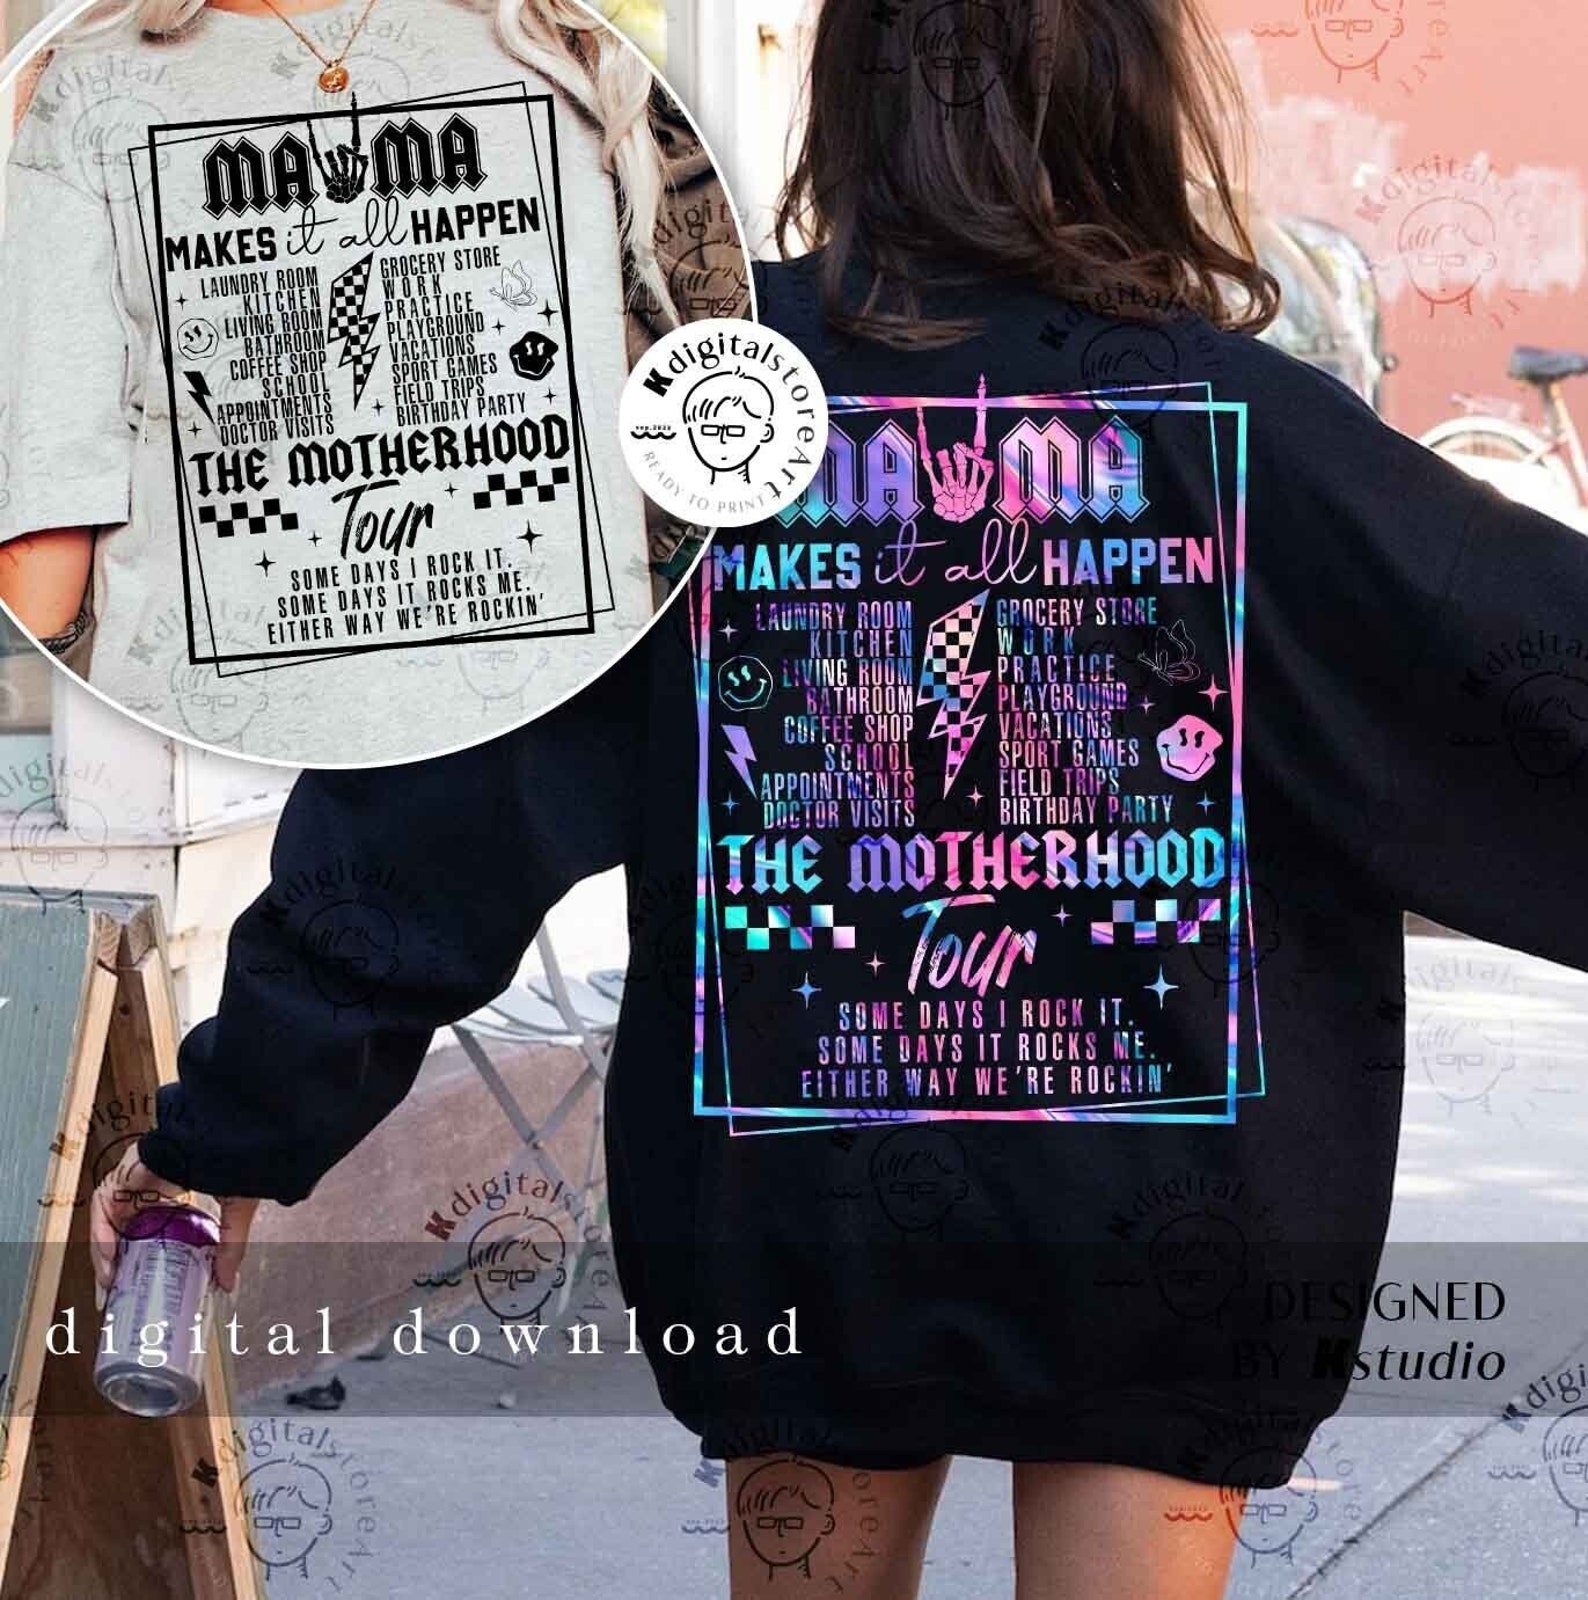 MAMA
MAKES it all HAPPEN
LAUNDRY ROOM
KITCHEN
LIVING ROOM
BATHROOM
COFFEE SHOP
SCHOOL
APPOINTMENTS
DOCTOR VISITS
GROCERY STORE
WORK
PRACTICE
PLAYGROUND
VACATIONS
SPORT GAMES
FIELD TRIPS
BIRTHDAY PARTY
THE MOTHERHOOD
Tour
SOME DAYS I ROCK IT.
SOME DAYS IT ROCKS ME.
EITHER WAY WE'RE ROCKIN'
KdigitalstoreArt
READY TO PRINT
MAMA
MAKES it all HAPPEN
LAUNDRY ROOM
KITCHEN
LIVING ROOM
BATHROOM
COFFEE SHOP
SCHOOL
APPOINTMENTS
DOCTOR VISITS
GROCERY STORE
WORK
PRACTICE
PLAYGROUND
VACATIONS
SPORT GAMES
FIELD TRIPS
BIRTHDAY PARTY
THE MOTHERHOOD
Tour
SOME DAYS I ROCK IT.
SOME DAYS IT ROCKS ME.
EITHER WAY WE'RE ROCKIN'
digital download
DESIGNED
BY Kstudio